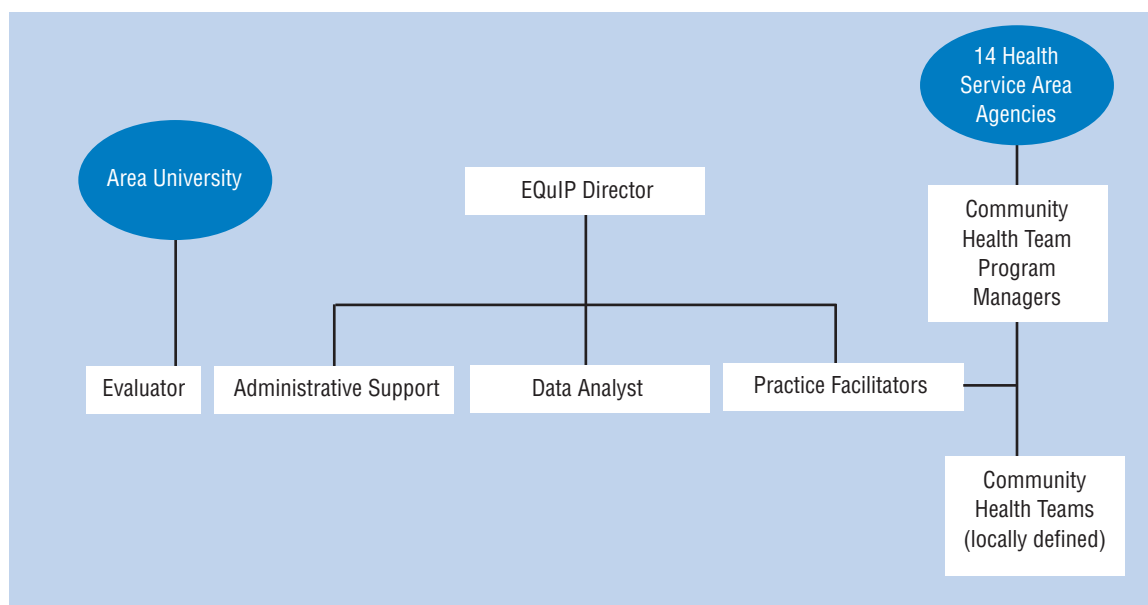 14 Health
Service Area
Agencies
Area University
EQuIP Director
Community
Health Team
Program
Managers
Evaluator
Administrative Support
Data Analyst
Practice Facilitators
Community
Health Teams
(locally defined)